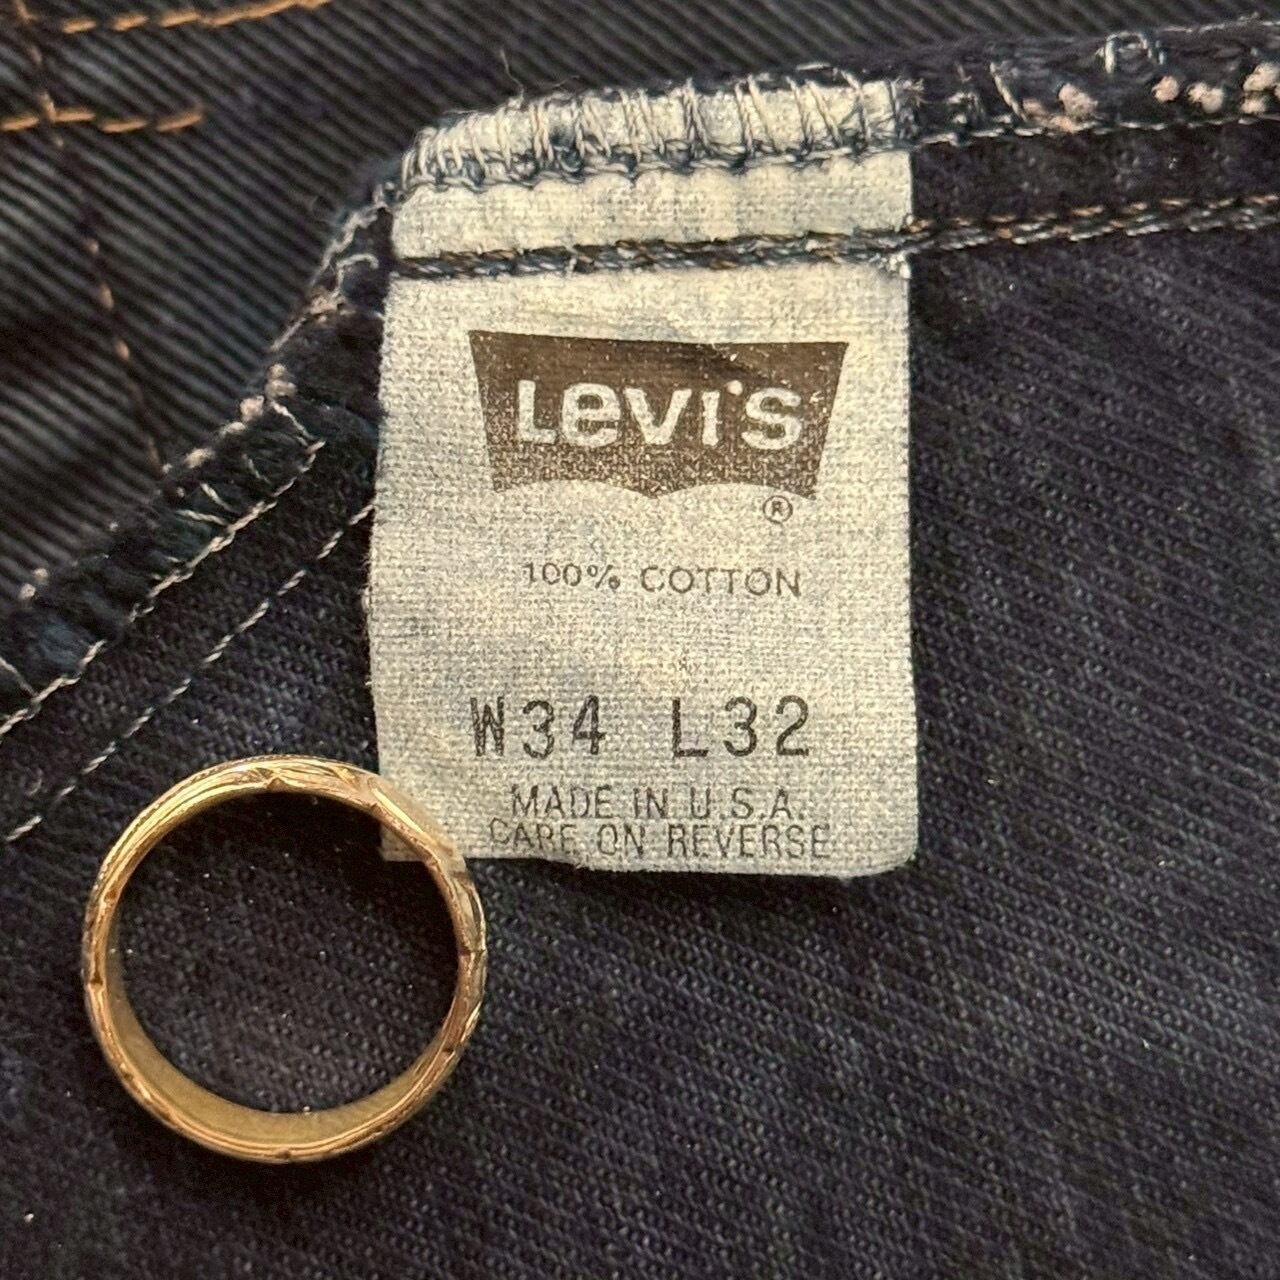 Levi's
®
100% COTTON
W34 L32
MADE IN U.S.A.
CARE ON REVERSE